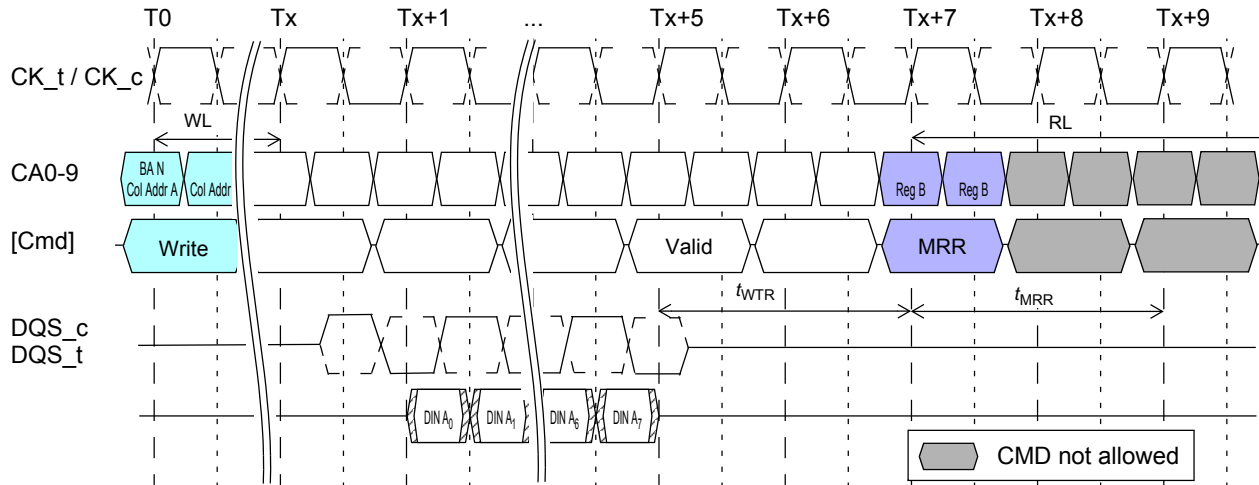 T0 Tx Tx+1 ... Tx+5 Tx+6 Tx+7 Tx+8 Tx+9
CK_t / CK_c
WL RL
CA0-9
BA N
Col Addr A Col Addr Reg B Reg B
[Cmd] Write Valid MRR
tWTR tMRR
DQS_c
DQS_t
DIN A0 DIN A1 DIN A6 DIN A7
CMD not allowed